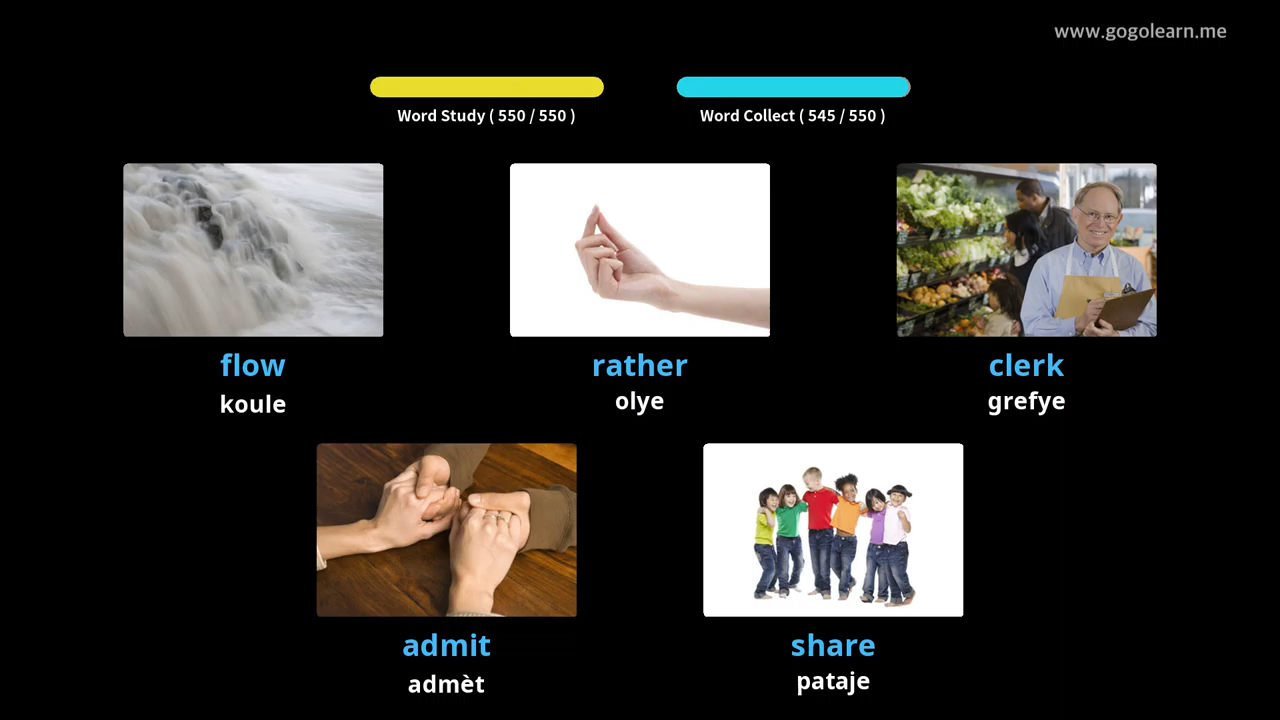 www.gogolearn.me
Word Study ( 550 / 550 )
Word Collect ( 545 / 550 )
flow
koule
rather
olye
clerk
grefye
admit
admèt
share
pataje